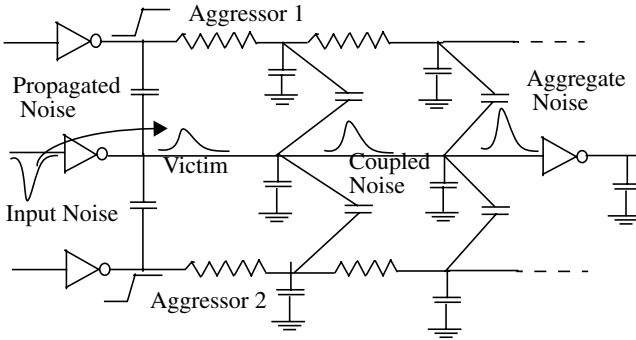 Aggressor 1
Propagated
Noise
Aggregate
Noise
Victim
Coupled
Noise
Input Noise
Aggressor 2